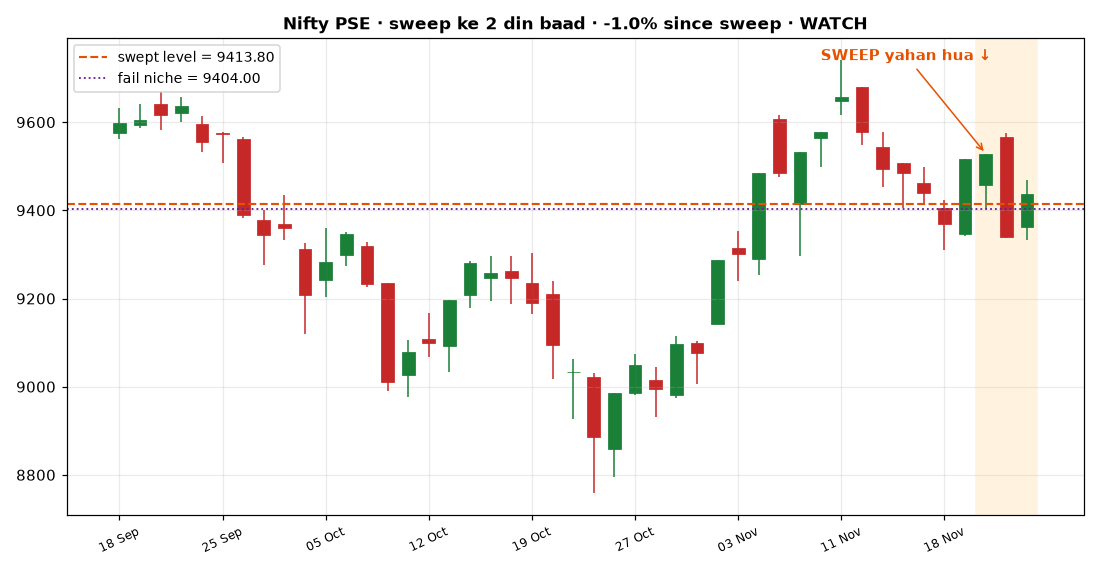 Nifty PSE · sweep ke 2 din baad · -1.0% since sweep · WATCH
swept level = 9413.80
fail niche = 9404.00
SWEEP yahan hua ↓
9600
9400
9200
9000
8800
18 Sep
25 Sep
05 Oct
12 Oct
19 Oct
27 Oct
03 Nov
11 Nov
18 Nov